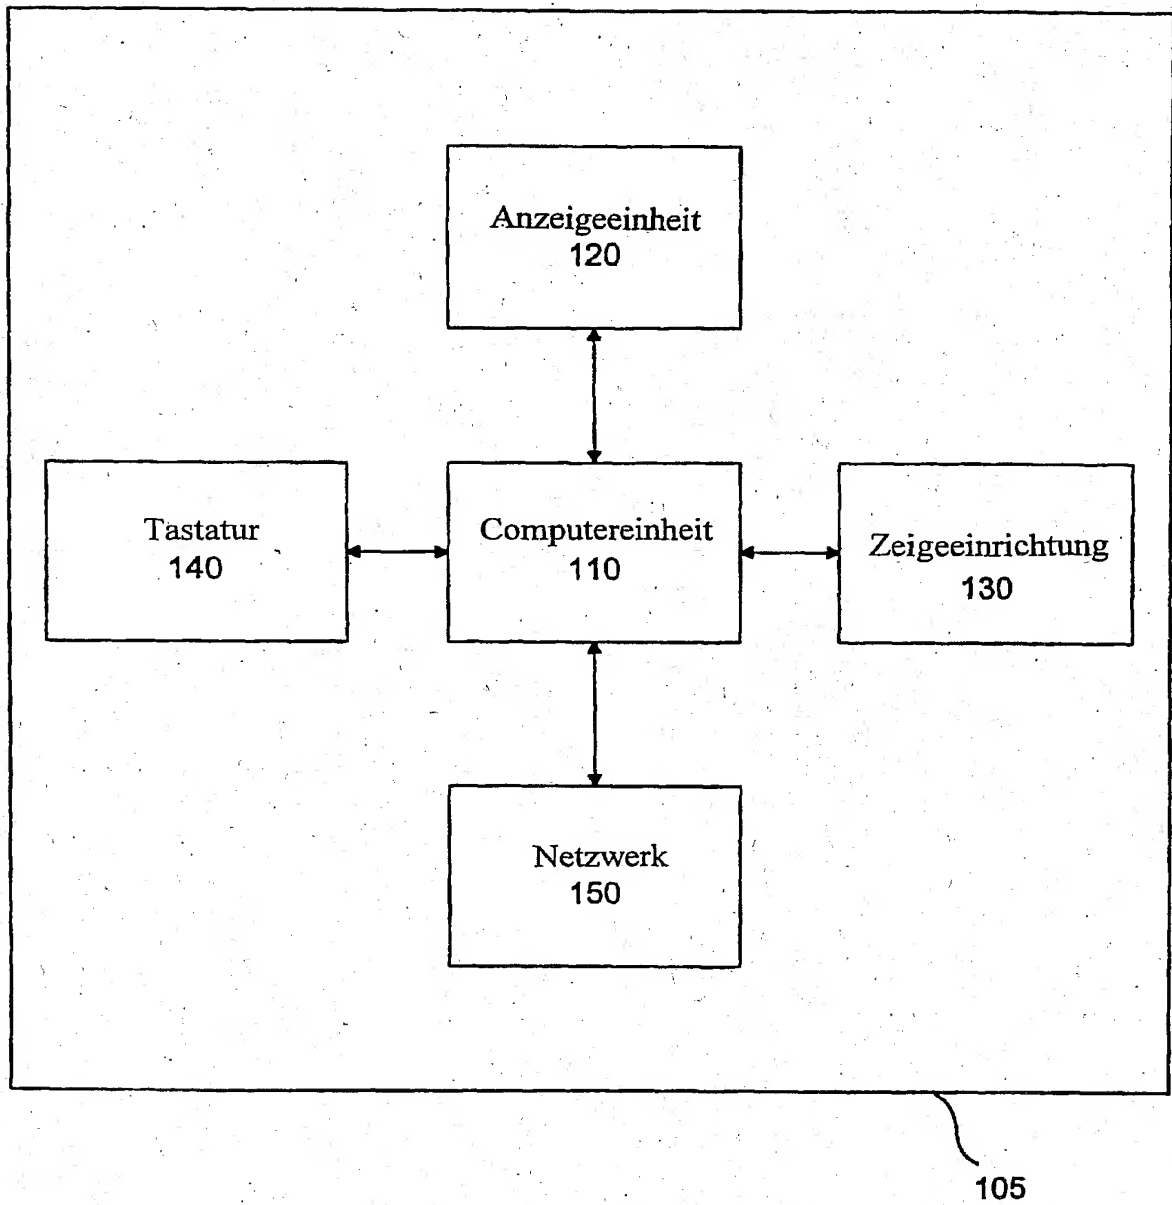 Anzeigeeinheit
120
Tastatur
140
Computereinheit
110
Zeigeeinrichtung
130
Netzwerk
150
105